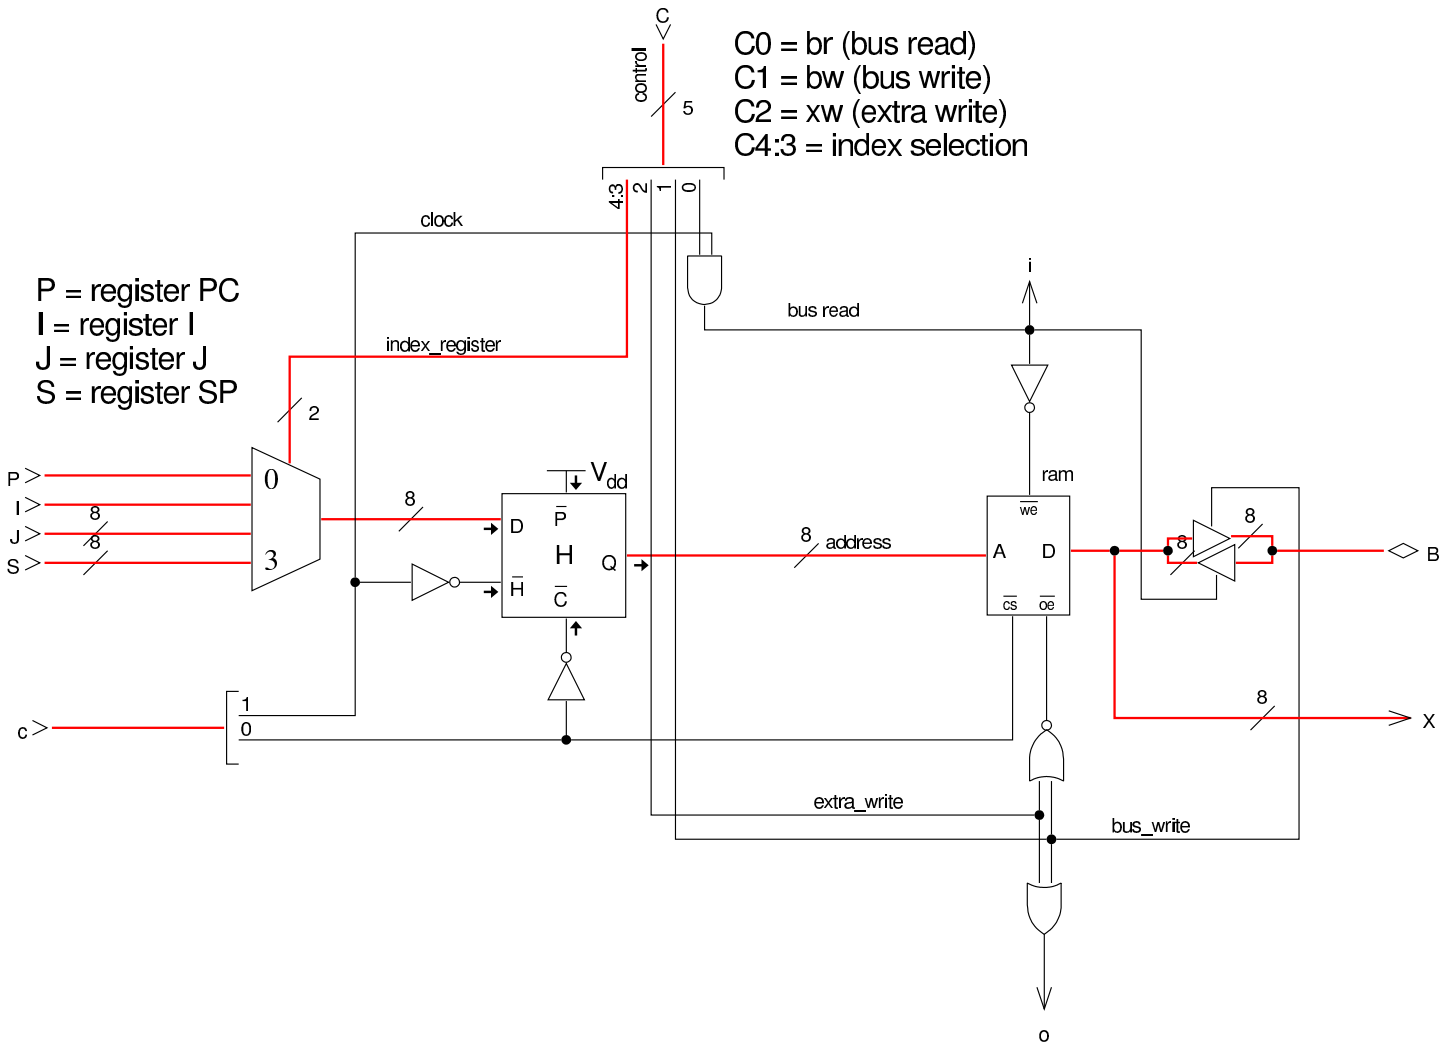 C
control
5
C0 = br (bus read)
C1 = bw (bus write)
C2 = xw (extra write)
C4:3 = index selection
4:3
2
1
0
clock
P = register PC
I = register I
J = register J
S = register SP
index_register
2
bus read
i
P
I
J
S
8
8
0
3
8
Vdd
D
P
H
Q
H
C
8
address
ram
we
A
D
cs
oe
8
8
B
8
X
c
1
0
extra_write
bus_write
o